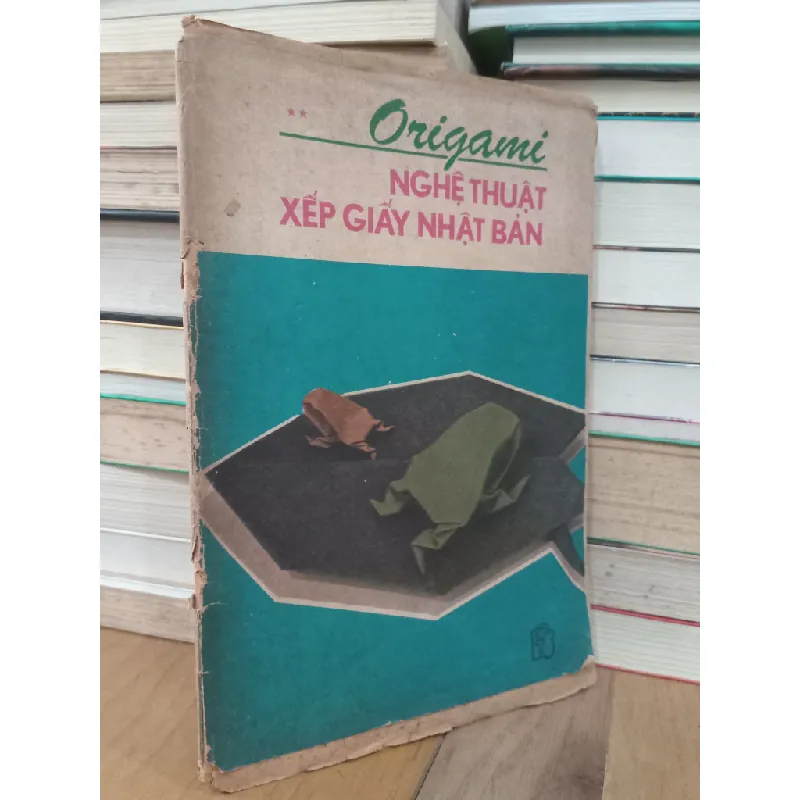 Origami
NGHỆ THUẬT
XẾP GIẤY NHẬT BẢN